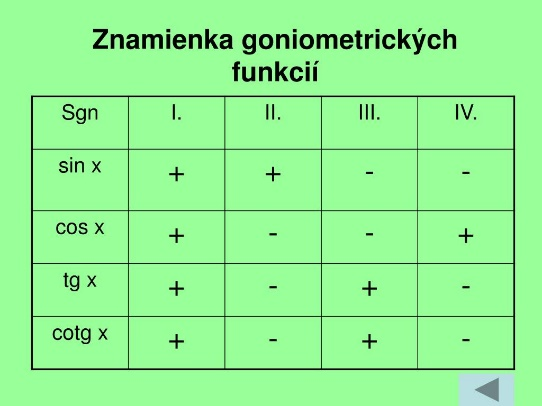 Znamienka goniometrických
funkcií
Sgn I. II. III. IV.
sin x + + - -
cos x + - - +
tg x + - + -
cotg x + - + -